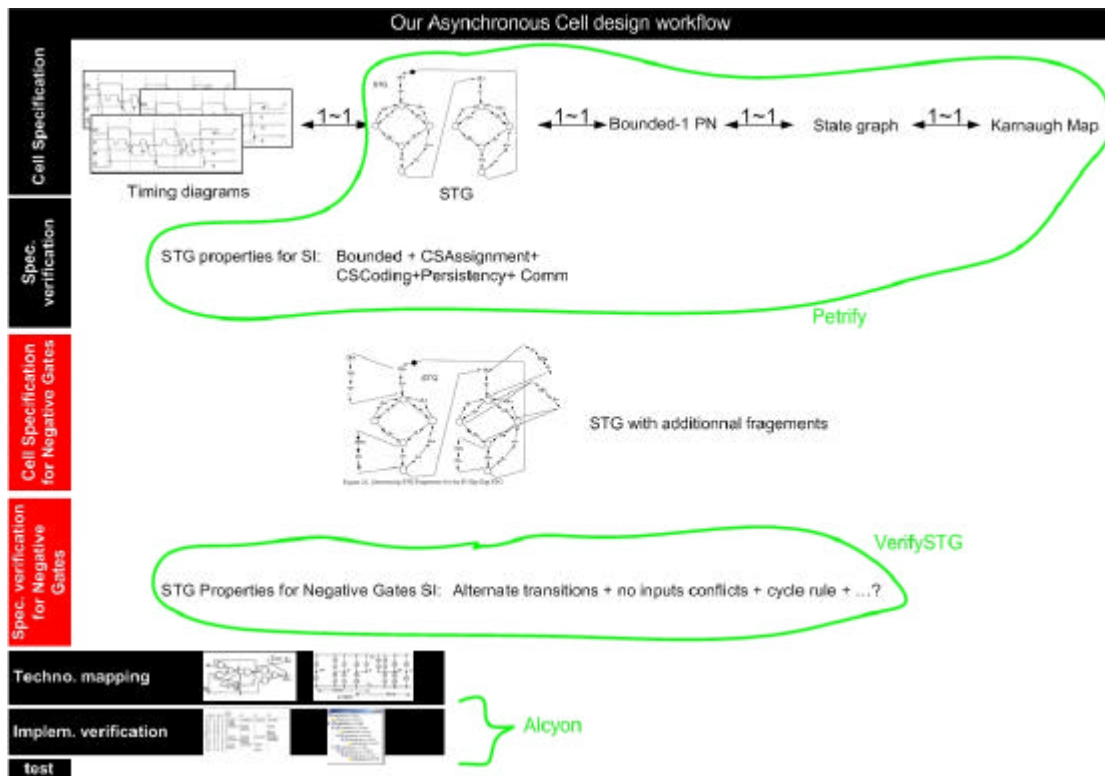 Our Asynchronous Cell design workflow
Cell Specification
STG
1~1
1~1
Bounded-1 PN
1~1
State graph
1~1
Karnaugh Map
Timing diagrams
STG
Spec.
verification
STG properties for SI: Bounded + CSAssignment+
CSCoding+Persistency+ Comm
Petrify
Cell Specification
for Negative Gates
STG
STG with additionnal fragements
Spec. verification
for Negative
Gates
VerifySTG
STG Properties for Negative Gates SI: Alternate transitions + no inputs conflicts + cycle rule + ...?
Techno. mapping
Implem. verification
Alcyon
test